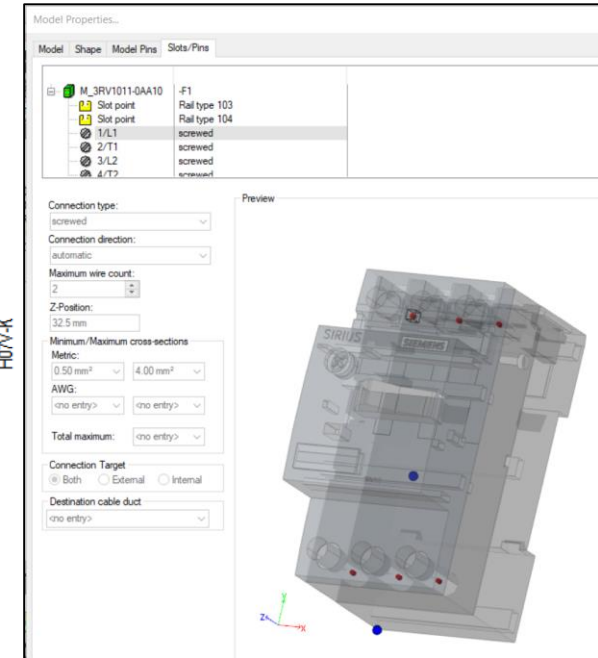 Model Properties...
Model Shape Model Pins Slots/Pins
M_3RV1011-0AA10 -F1
Slot point Rail type 103
Slot point Rail type 104
1/L1 screwed
2/T1 screwed
3/L2 screwed
4/T2 screwed
H07V-K
Connection type:
screwed
Connection direction:
automatic
Maximum wire count:
2
Z-Position:
32.5 mm
Minimum/Maximum cross-sections
Metric:
0.50 mm² 4.00 mm²
AWG:
<no entry> <no entry>
Total maximum: <no entry>
Connection Target
Both External Internal
Destination cable duct
<no entry>
Preview
SIRIUS
SIEMENS
Y
Z
X